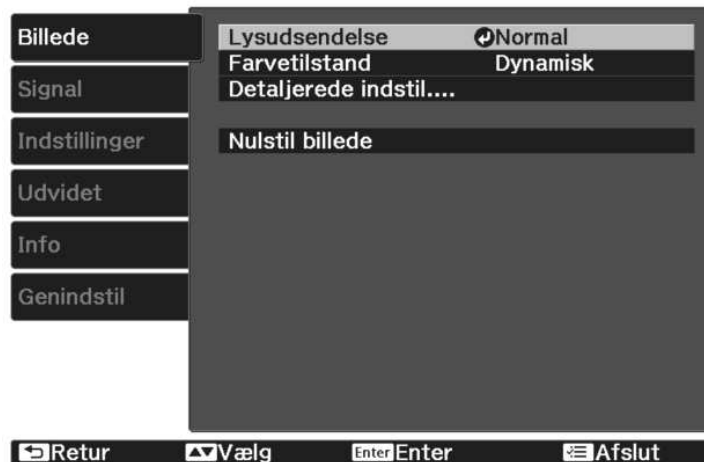 Billede
Signal
Indstillinger
Udvidet
Info
Genindstil
Lysudsendelse Normal
Farvetilstand Dynamisk
Detaljerede indstil....
Nulstil billede
Retur Vælg Enter Enter Afslut